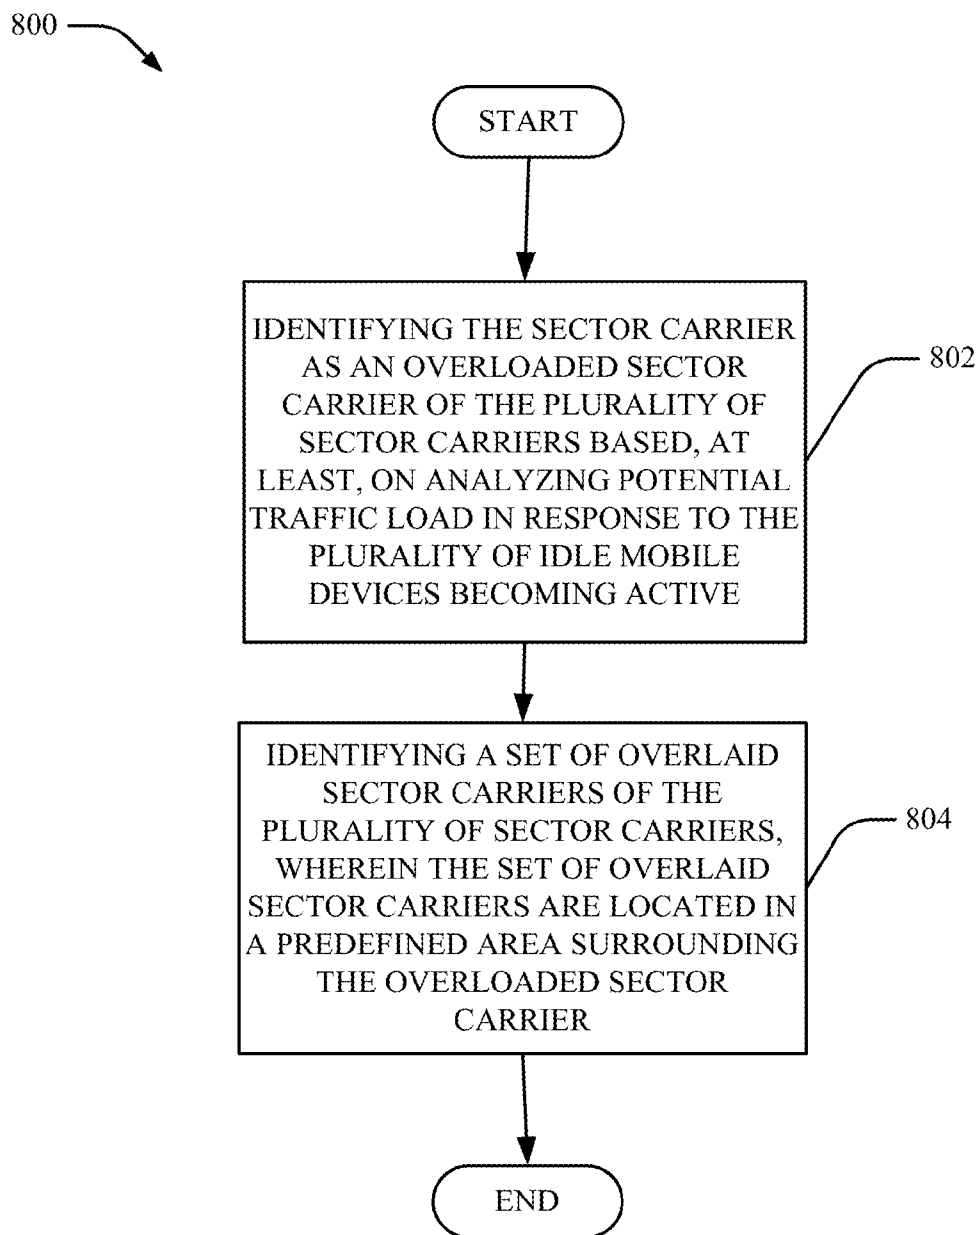 800
START
IDENTIFYING THE SECTOR CARRIER
AS AN OVERLOADED SECTOR
CARRIER OF THE PLURALITY OF
SECTOR CARRIERS BASED, AT
LEAST, ON ANALYZING POTENTIAL
TRAFFIC LOAD IN RESPONSE TO THE
PLURALITY OF IDLE MOBILE
DEVICES BECOMING ACTIVE
802
IDENTIFYING A SET OF OVERLAID
SECTOR CARRIERS OF THE
PLURALITY OF SECTOR CARRIERS,
WHEREIN THE SET OF OVERLAID
SECTOR CARRIERS ARE LOCATED IN
A PREDEFINED AREA SURROUNDING
THE OVERLOADED SECTOR
CARRIER
804
END